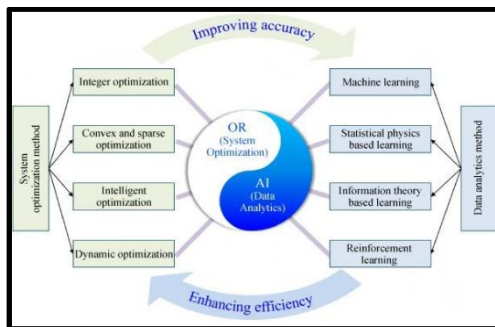 Improving accuracy
Integer optimization
Convex and sparse
optimization
Intelligent
optimization
Dynamic optimization
System
optimization method
OR
(System
Optimization)
AI
(Data
Analytics)
Machine learning
Statistical physics
based learning
Information theory
based learning
Reinforcement
learning
Data analytics method
Enhancing efficiency